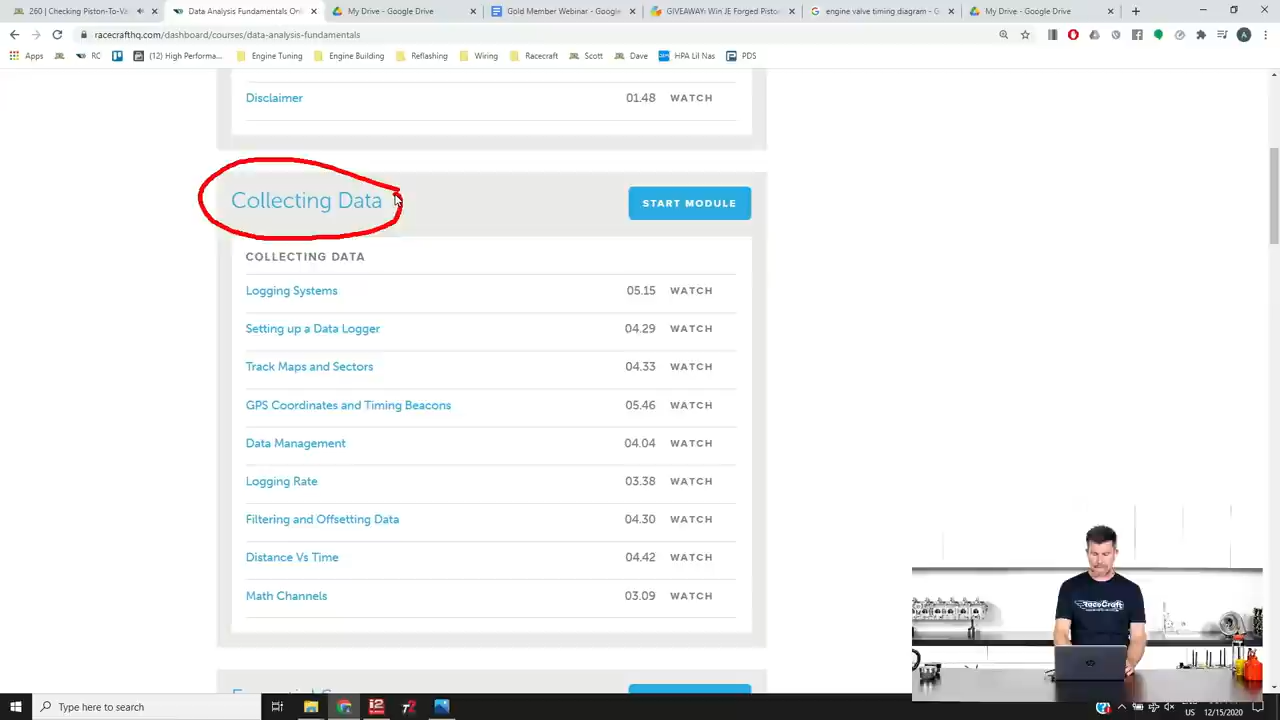 260 | Checking Piston-To-Va
Data Analysis Fundamentals Onli
My Drive - Google Drive
Gold Member Webinar - Google
GIVEAWAY: Win JE Forged Piston
engine valve timing diagram - G
My Drive - Google Drive
racecrafthq.com/dashboard/courses/data-analysis-fundamentals
Apps
RC
(12) High Performa...
Engine Tuning
Engine Building
Reflashing
Wiring
Racecraft
Scott
Dave
HPA Lil Nas
PDS
Disclaimer 01.48 WATCH
Collecting Data START MODULE
COLLECTING DATA
Logging Systems 05.15 WATCH
Setting up a Data Logger 04.29 WATCH
Track Maps and Sectors 04.33 WATCH
GPS Coordinates and Timing Beacons 05.46 WATCH
Data Management 04.04 WATCH
Logging Rate 03.38 WATCH
Filtering and Offsetting Data 04.30 WATCH
Distance Vs Time 04.42 WATCH
Math Channels 03.09 WATCH
RaceCraft
Type here to search
US
12/15/2020